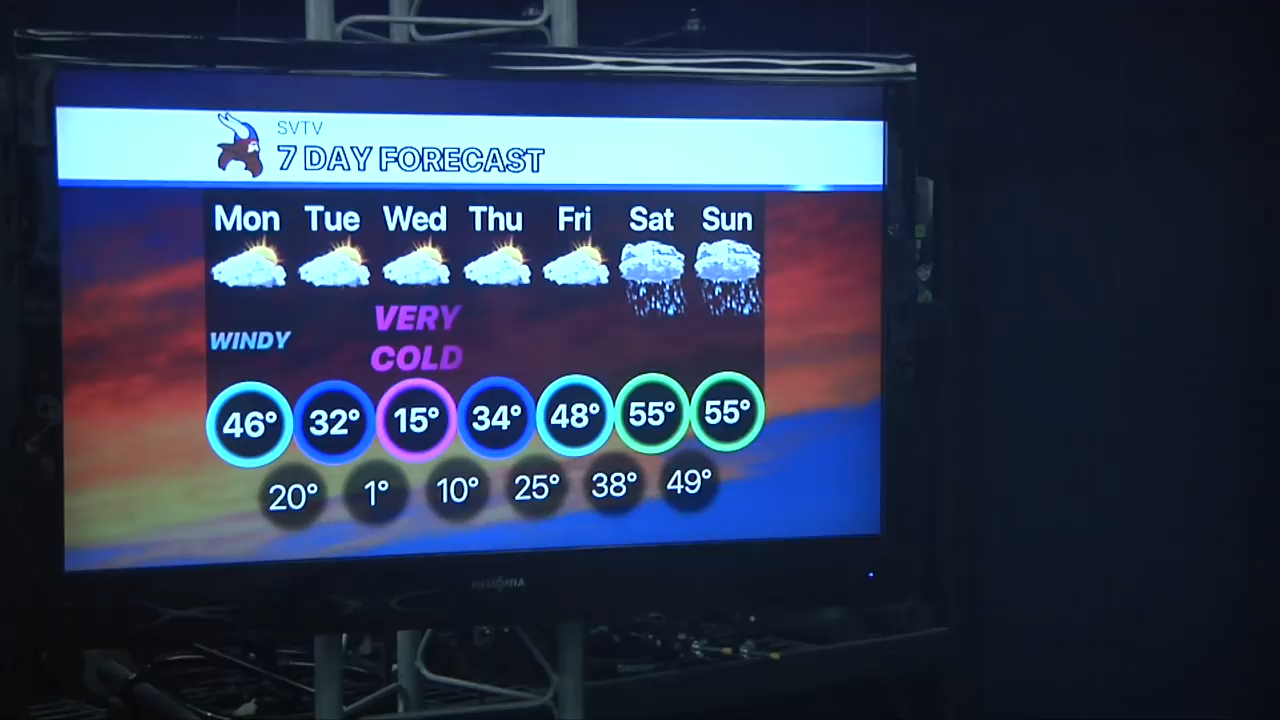 SVTV
7 DAY FORECAST
Mon Tue Wed Thu Fri Sat Sun
WINDY
VERY
COLD
46° 32° 15° 34° 48° 55° 55°
20° 1° 10° 25° 38° 49°
INSIGNIA